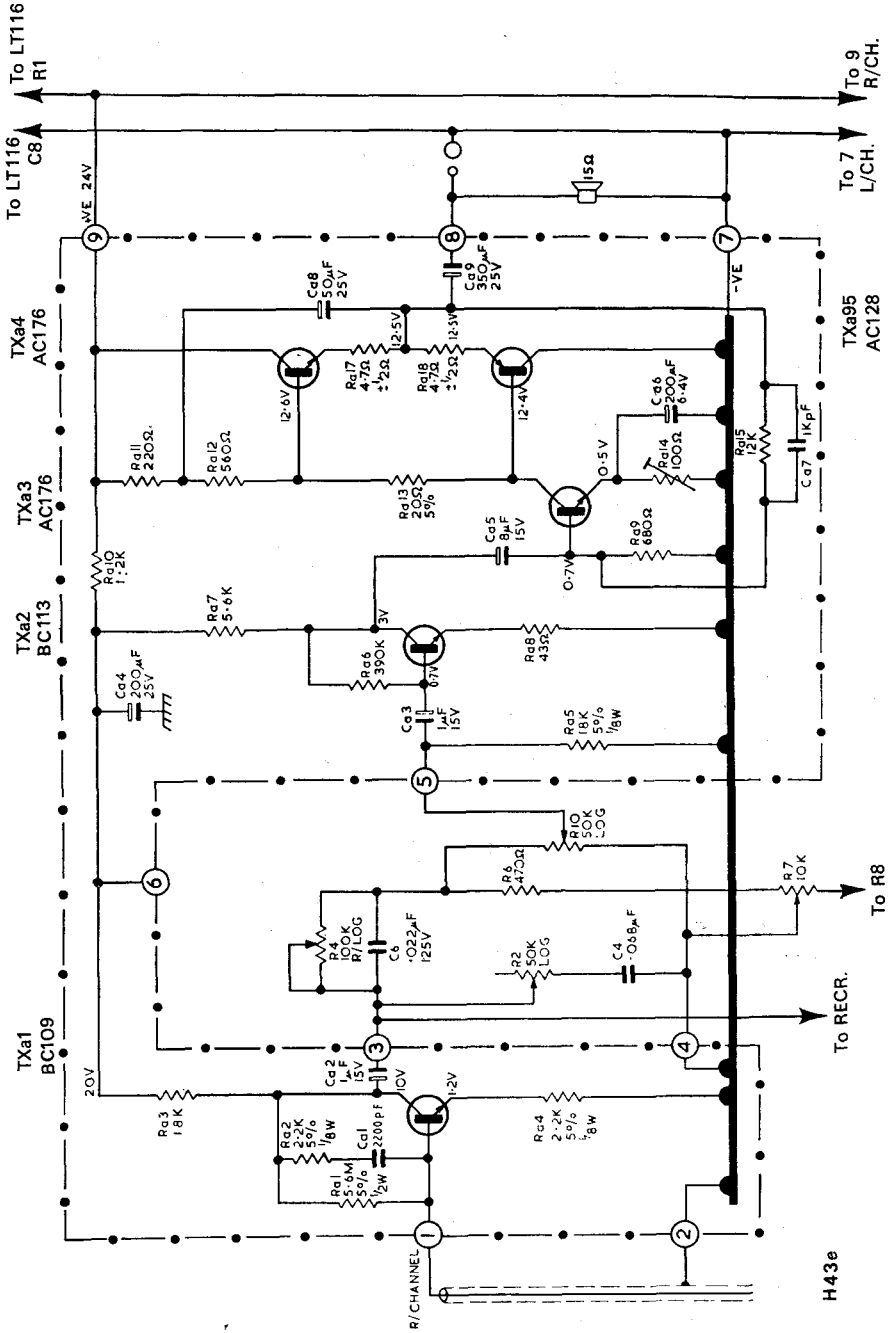 To LT116
R1
To LT116
C8
+VE 24V
9
TXa4
AC176
TXa3
AC176
TXa2
BC113
TXa1
BC109
Ra11
220Ω
Ra12
560Ω
Ca8
50μF
25V
12.6V
Ra17
4.7Ω
±½Ω
12.5V
Ra18
4.7Ω
±½Ω
12.5V
12.4V
Ca9
350μF
25V
8
15Ω
7
-VE
Ra10
1.2K
Ra13
20Ω
5%
0.5V
Ca6
200μF
6.4V
Ra14
100Ω
Ra15
12K
1KpF
Ca7
TXa95
AC128
Ca5
8μF
15V
0.7V
Ra9
680Ω
Ra7
5.6K
3V
Ra6
390K
0.7V
Ra8
43Ω
Ca4
200μF
25V
Ca3
1μF
15V
Ra5
18K
5%
⅛W
5
6
R10
50K
LOG
R6
470Ω
R7
10K
To R8
R4
100K
R/LOG
C6
.022μF
125V
R2
50K
LOG
C4
.068μF
3
4
To RECR.
20V
Ra3
18K
Ca2
1μF
15V
10V
1.2V
Ra2
2.2K
5%
⅛W
Ca1
2200PF
Ra1
5.6M
5%
½W
Ra4
2.2K
5%
⅛W
1
R/CHANNEL
2
To 9
R/CH.
To 7
L/CH.
H43e